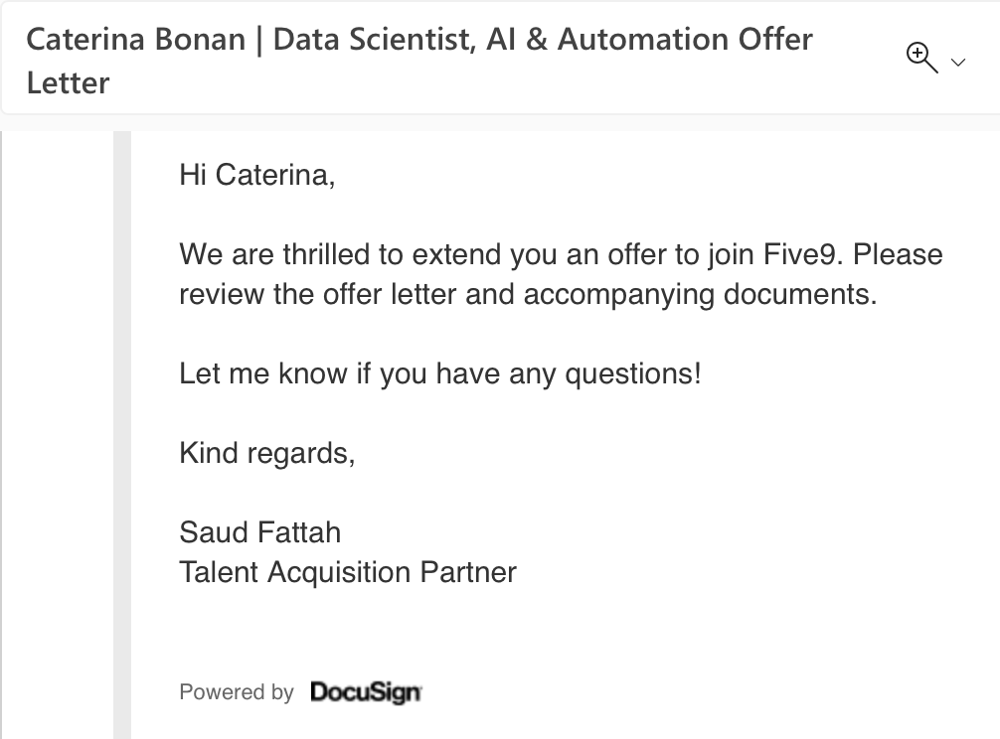 Caterina Bonan | Data Scientist, AI & Automation Offer
Letter
Hi Caterina,
We are thrilled to extend you an offer to join Five9. Please
review the offer letter and accompanying documents.
Let me know if you have any questions!
Kind regards,
Saud Fattah
Talent Acquisition Partner
Powered by DocuSign